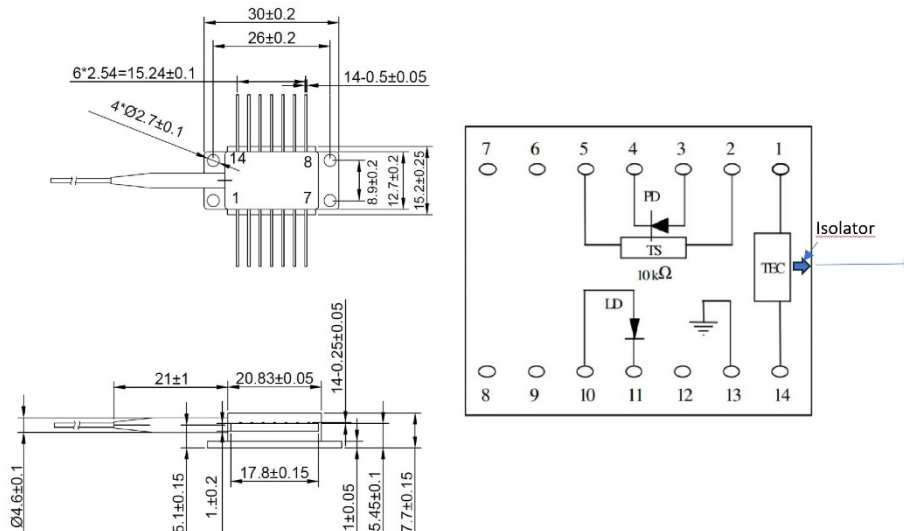 30±0.2
26±0.2
6*2.54=15.24±0.1
14-0.5±0.05
4*Ø2.7±0.1
14
8
1
7
8.9±0.2
12.7±0.2
15.2±0.25
7 6 5 4 3 2 1
PD
TS
10kΩ
TEC
Isolator
LD
8 9 10 11 12 13 14
21±1
20.83±0.05
14-0.25±0.05
17.8±0.15
Ø4.6±0.1
5.1±0.15
1.±0.2
1±0.05
5.45±0.1
7.7±0.15